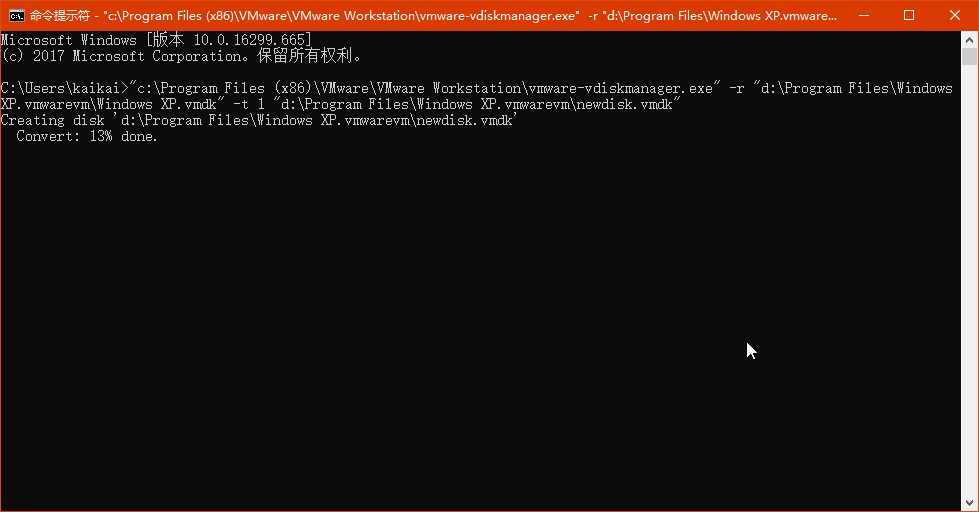 命令提示符 - "c:\Program Files (x86)\VMware\VMware Workstation\vmware-vdiskmanager.exe" -r "d:\Program Files\Windows XP.vmware...
Microsoft Windows [版本 10.0.16299.665]
(c) 2017 Microsoft Corporation。保留所有权利。
C:\Users\kaikai>"c:\Program Files (x86)\VMware\VMware Workstation\vmware-vdiskmanager.exe" -r "d:\Program Files\Windows
XP.vmwarevm\Windows XP.vmdk" -t 1 "d:\Program Files\Windows XP.vmwarevm\newdisk.vmdk"
Creating disk 'd:\Program Files\Windows XP.vmwarevm\newdisk.vmdk'
Convert: 13% done.